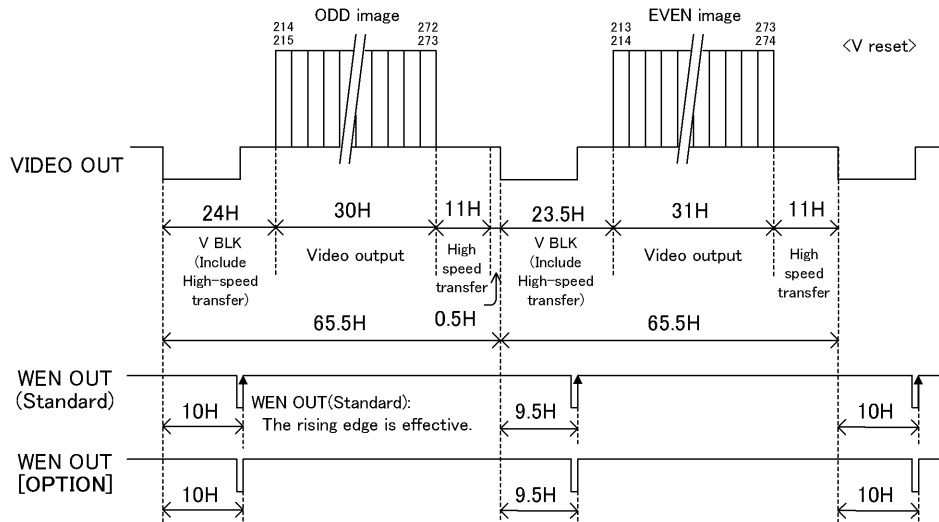 ODD image
EVEN image
214
215
272
273
213
214
273
274
<V reset>
VIDEO OUT
24H
30H
11H
23.5H
31H
11H
V BLK
(Include
High-speed
transfer)
Video output
High
speed
transfer
V BLK
(Include
High-speed
transfer)
Video output
High
speed
transfer
65.5H
0.5H
65.5H
WEN OUT
(Standard)
10H
WEN OUT(Standard):
The rising edge is effective.
9.5H
10H
WEN OUT
[OPTION]
10H
9.5H
10H